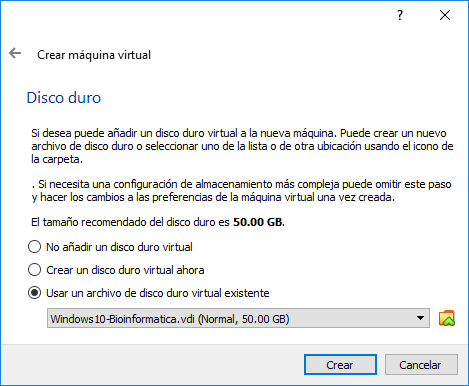 ?
Crear máquina virtual
Disco duro
Si desea puede añadir un disco duro virtual a la nueva máquina. Puede crear un nuevo
archivo de disco duro o seleccionar uno de la lista o de otra ubicación usando el icono de
la carpeta.
. Si necesita una configuración de almacenamiento más compleja puede omitir este paso
y hacer los cambios a las preferencias de la máquina virtual una vez creada.
El tamaño recomendado del disco duro es 50.00 GB.
No añadir un disco duro virtual
Crear un disco duro virtual ahora
Usar un archivo de disco duro virtual existente
Windows10-Bioinformatica.vdi (Normal, 50.00 GB)
Crear
Cancelar